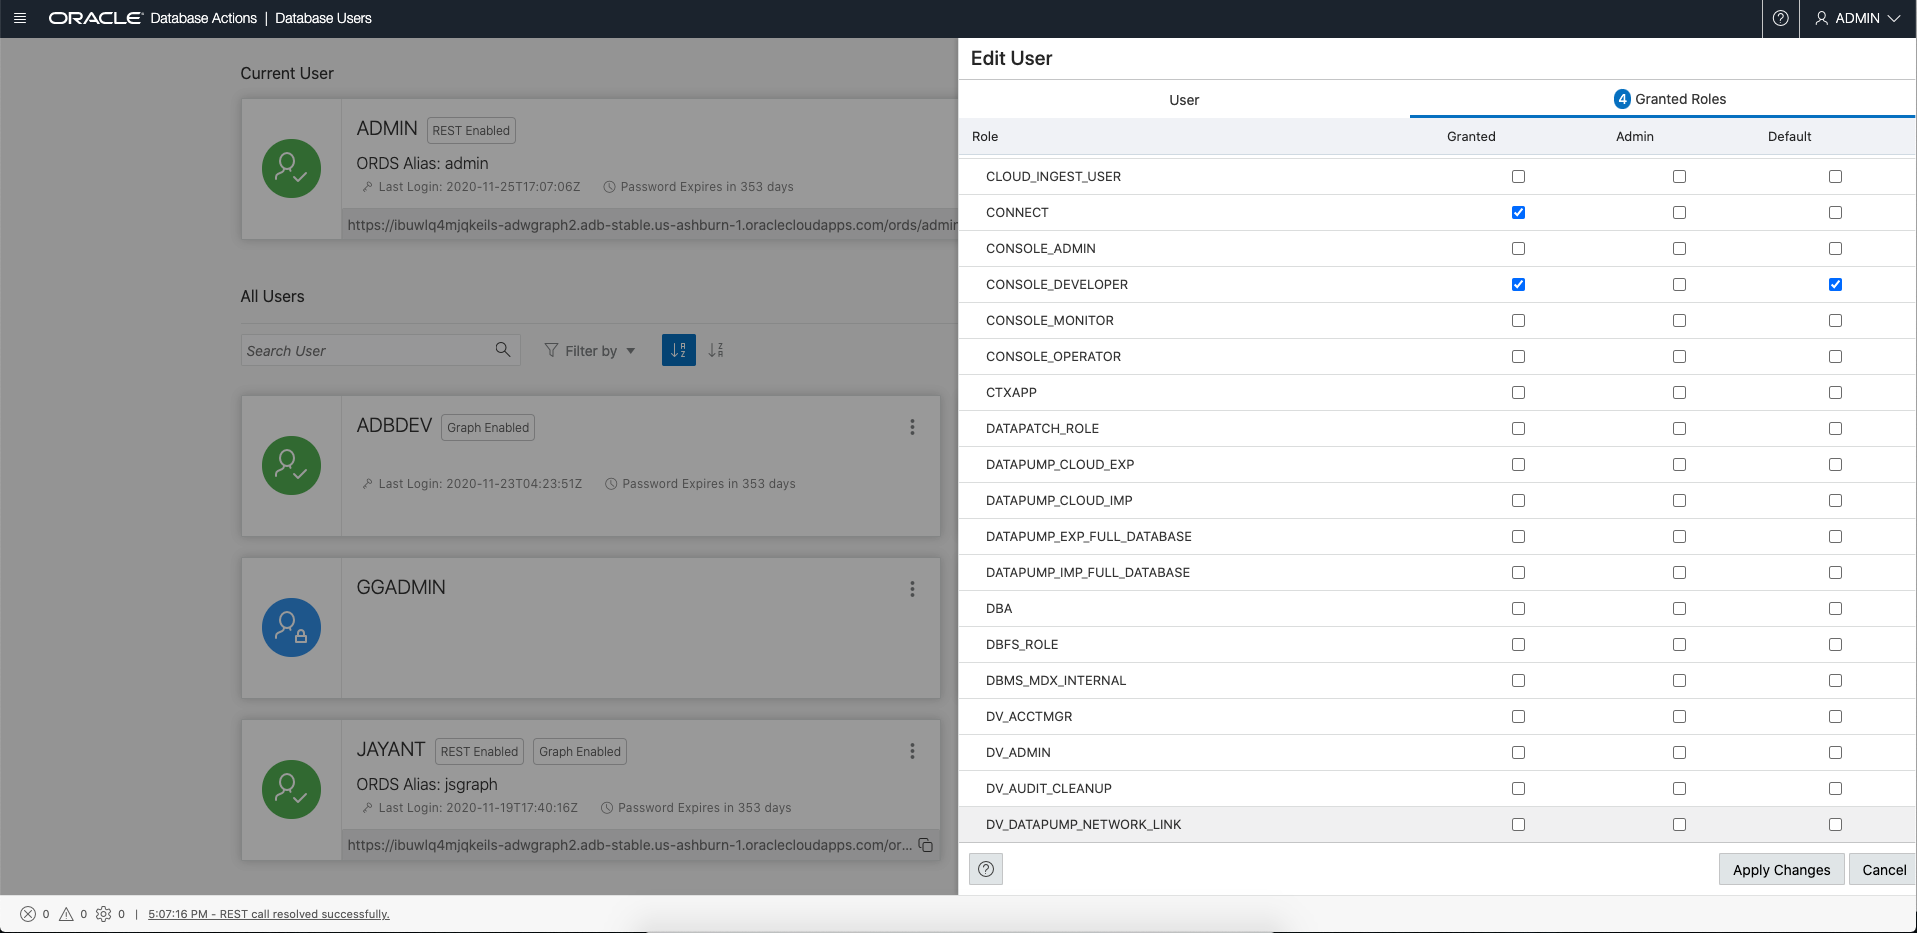 ORACLE Database Actions | Database Users
ADMIN
Current User
ADMIN REST Enabled
ORDS Alias: admin
Last Login: 2020-11-25T17:07:06Z Password Expires in 353 days
https://ibuwlq4mjqkeils-adwgraph2.adb-stable.us-ashburn-1.oraclecloudapps.com/ords/admin
All Users
Search User
Filter by
ADBDEV Graph Enabled
Last Login: 2020-11-23T04:23:51Z Password Expires in 353 days
GGADMIN
JAYANT REST Enabled Graph Enabled
ORDS Alias: jsgraph
Last Login: 2020-11-19T17:40:16Z Password Expires in 353 days
https://ibuwlq4mjqkeils-adwgraph2.adb-stable.us-ashburn-1.oraclecloudapps.com/or...
Edit User
User 4 Granted Roles
Role Granted Admin Default
CLOUD_INGEST_USER
CONNECT
CONSOLE_ADMIN
CONSOLE_DEVELOPER
CONSOLE_MONITOR
CONSOLE_OPERATOR
CTXAPP
DATAPATCH_ROLE
DATAPUMP_CLOUD_EXP
DATAPUMP_CLOUD_IMP
DATAPUMP_EXP_FULL_DATABASE
DATAPUMP_IMP_FULL_DATABASE
DBA
DBFS_ROLE
DBMS_MDX_INTERNAL
DV_ACCTMGR
DV_ADMIN
DV_AUDIT_CLEANUP
DV_DATAPUMP_NETWORK_LINK
Apply Changes Cancel
0 0 0 | 5:07:16 PM - REST call resolved successfully.